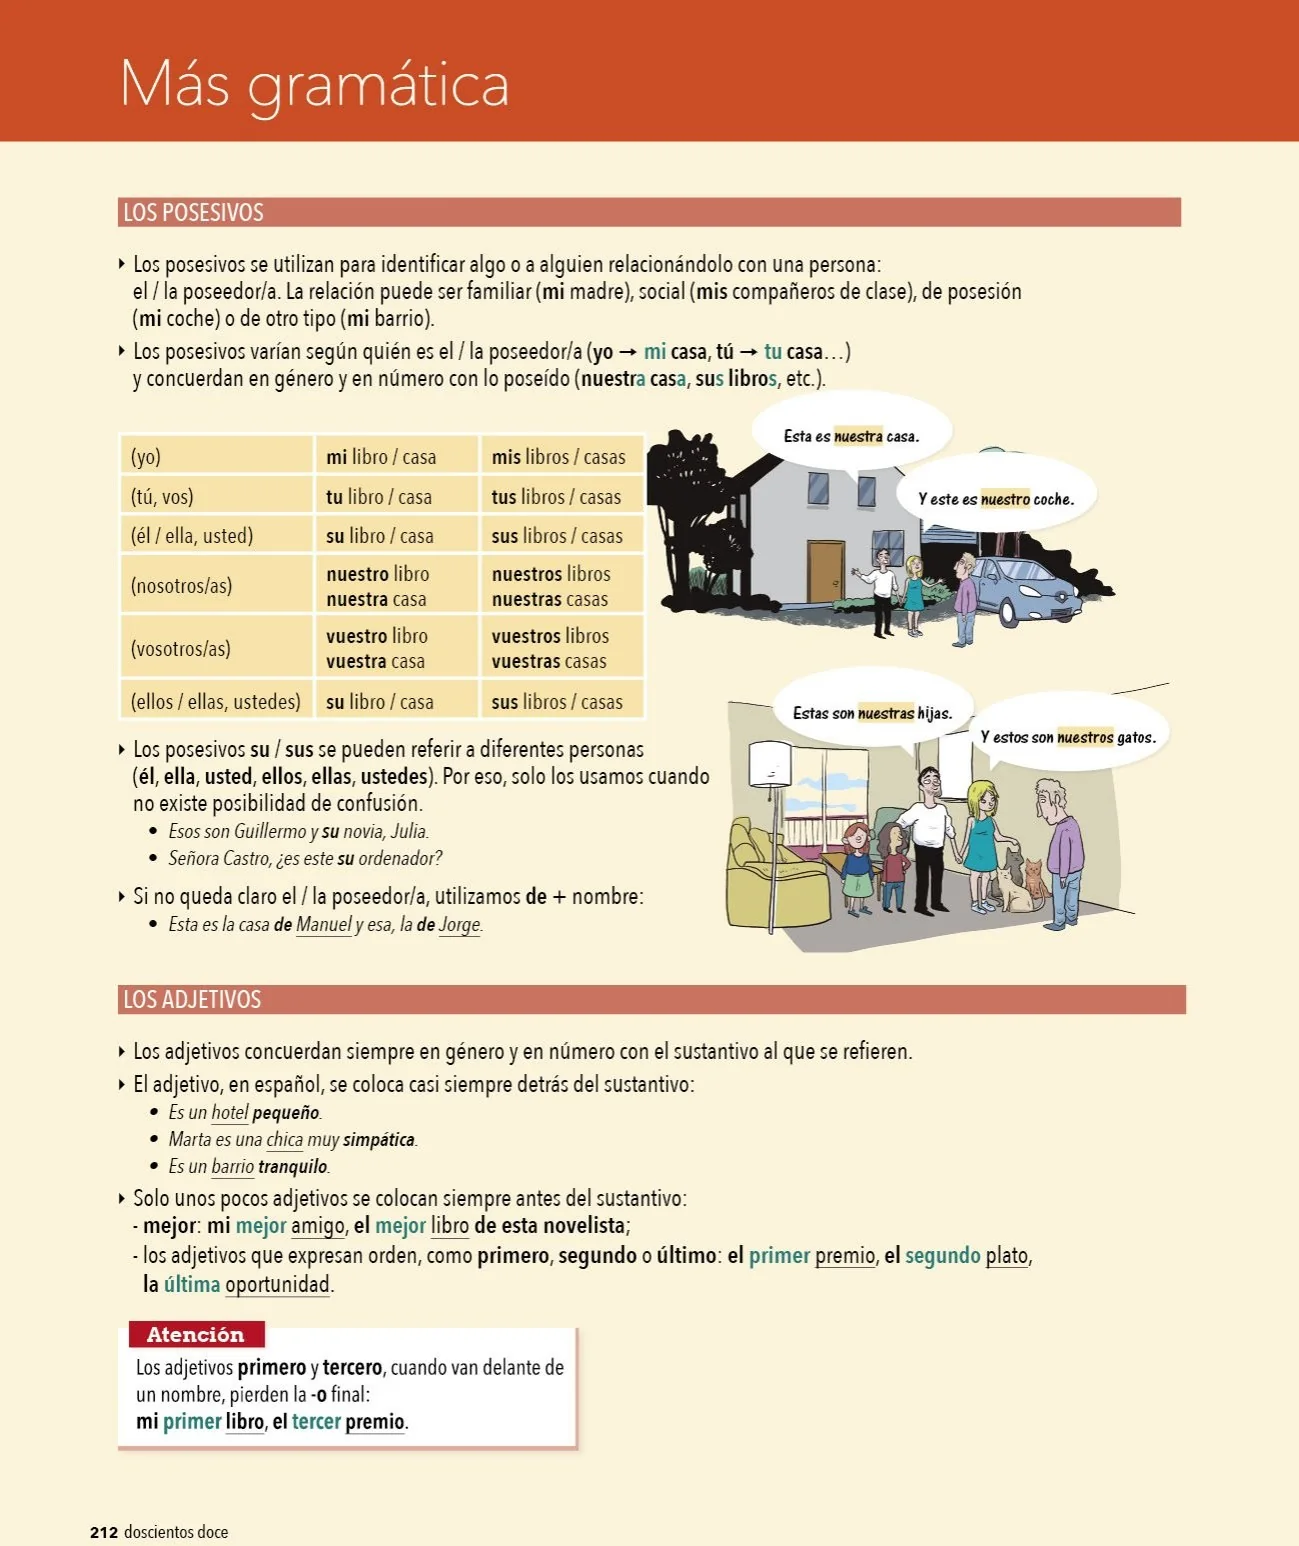 Más gramática
LOS POSESIVOS
‣ Los posesivos se utilizan para identificar algo o a alguien relacionándolo con una persona:
el / la poseedor/a. La relación puede ser familiar (mi madre), social (mis compañeros de clase), de posesión
(mi coche) o de otro tipo (mi barrio).
‣ Los posesivos varían según quién es el / la poseedor/a (yo → mi casa, tú → tu casa…)
y concuerdan en género y en número con lo poseído (nuestra casa, sus libros, etc.).
(yo) mi libro / casa mis libros / casas
(tú, vos) tu libro / casa tus libros / casas
(él / ella, usted) su libro / casa sus libros / casas
(nosotros/as) nuestro libro nuestros libros
nuestra casa nuestras casas
(vosotros/as) vuestro libro vuestros libros
vuestra casa vuestras casas
(ellos / ellas, ustedes) su libro / casa sus libros / casas
Esta es nuestra casa.
Y este es nuestro coche.
Estas son nuestras hijas.
Y estos son nuestros gatos.
‣ Los posesivos su / sus se pueden referir a diferentes personas
(él, ella, usted, ellos, ellas, ustedes). Por eso, solo los usamos cuando
no existe posibilidad de confusión.
• Esos son Guillermo y su novia, Julia.
• Señora Castro, ¿es este su ordenador?
‣ Si no queda claro el / la poseedor/a, utilizamos de + nombre:
• Esta es la casa de Manuel y esa, la de Jorge.
LOS ADJETIVOS
‣ Los adjetivos concuerdan siempre en género y en número con el sustantivo al que se refieren.
‣ El adjetivo, en español, se coloca casi siempre detrás del sustantivo:
• Es un hotel pequeño.
• Marta es una chica muy simpática.
• Es un barrio tranquilo.
‣ Solo unos pocos adjetivos se colocan siempre antes del sustantivo:
- mejor: mi mejor amigo, el mejor libro de esta novelista;
- los adjetivos que expresan orden, como primero, segundo o último: el primer premio, el segundo plato,
la última oportunidad.
Atención
Los adjetivos primero y tercero, cuando van delante de
un nombre, pierden la -o final:
mi primer libro, el tercer premio.
212 doscientos doce